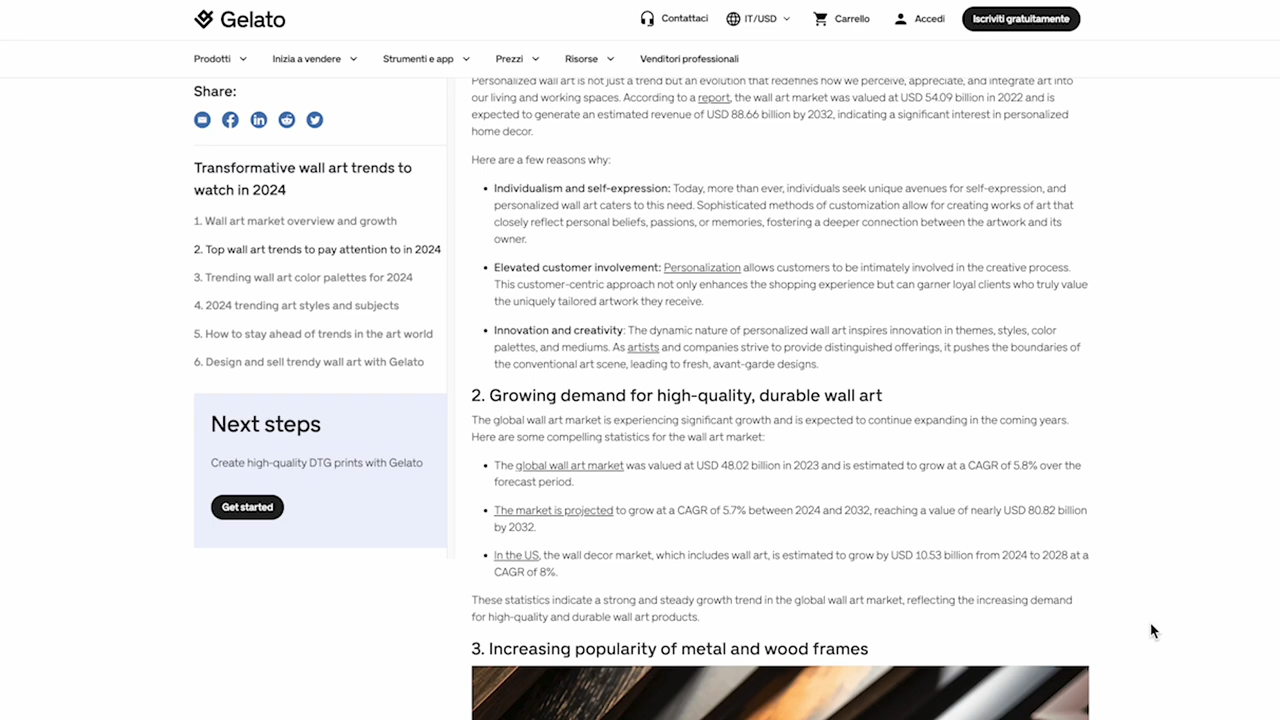 Gelato
Contattaci
IT/USD
Carrello
Accedi
Iscriviti gratuitamente
Prodotti
Inizia a vendere
Strumenti e app
Prezzi
Risorse
Venditori professionali
Share:
Transformative wall art trends to
watch in 2024
1. Wall art market overview and growth
2. Top wall art trends to pay attention to in 2024
3. Trending wall art color palettes for 2024
4. 2024 trending art styles and subjects
5. How to stay ahead of trends in the art world
6. Design and sell trendy wall art with Gelato
Next steps
Create high-quality DTG prints with Gelato
Get started
Personalized wall art is not just a trend but an evolution that redefines how we perceive, appreciate, and integrate art into
our living and working spaces. According to a report, the wall art market was valued at USD 54.09 billion in 2022 and is
expected to generate an estimated revenue of USD 88.66 billion by 2032, indicating a significant interest in personalized
home decor.
Here are a few reasons why:
• Individualism and self-expression: Today, more than ever, individuals seek unique avenues for self-expression, and
personalized wall art caters to this need. Sophisticated methods of customization allow for creating works of art that
closely reflect personal beliefs, passions, or memories, fostering a deeper connection between the artwork and its
owner.
• Elevated customer involvement: Personalization allows customers to be intimately involved in the creative process.
This customer-centric approach not only enhances the shopping experience but can garner loyal clients who truly value
the uniquely tailored artwork they receive.
• Innovation and creativity: The dynamic nature of personalized wall art inspires innovation in themes, styles, color
palettes, and mediums. As artists and companies strive to provide distinguished offerings, it pushes the boundaries of
the conventional art scene, leading to fresh, avant-garde designs.
2. Growing demand for high-quality, durable wall art
The global wall art market is experiencing significant growth and is expected to continue expanding in the coming years.
Here are some compelling statistics for the wall art market:
• The global wall art market was valued at USD 48.02 billion in 2023 and is estimated to grow at a CAGR of 5.8% over the
forecast period.
• The market is projected to grow at a CAGR of 5.7% between 2024 and 2032, reaching a value of nearly USD 80.82 billion
by 2032.
• In the US, the wall decor market, which includes wall art, is estimated to grow by USD 10.53 billion from 2024 to 2028 at a
CAGR of 8%.
These statistics indicate a strong and steady growth trend in the global wall art market, reflecting the increasing demand
for high-quality and durable wall art products.
3. Increasing popularity of metal and wood frames